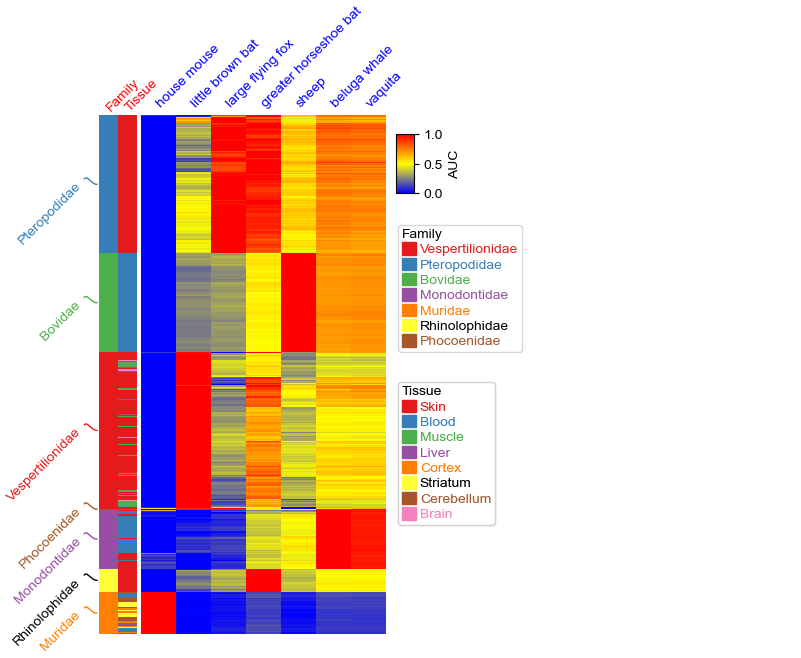 Family
Tissue
house mouse
little brown bat
large flying fox
greater horseshoe bat
sheep
beluga whale
vaquita
1.0
0.5
0.0
AUC
Pteropodidae
Bovidae
Vespertilionidae
Phocoenidae
Monodontidae
Rhinolophidae
Muridae
Family
Vespertilionidae
Pteropodidae
Bovidae
Monodontidae
Muridae
Rhinolophidae
Phocoenidae
Tissue
Skin
Blood
Muscle
Liver
Cortex
Striatum
Cerebellum
Brain